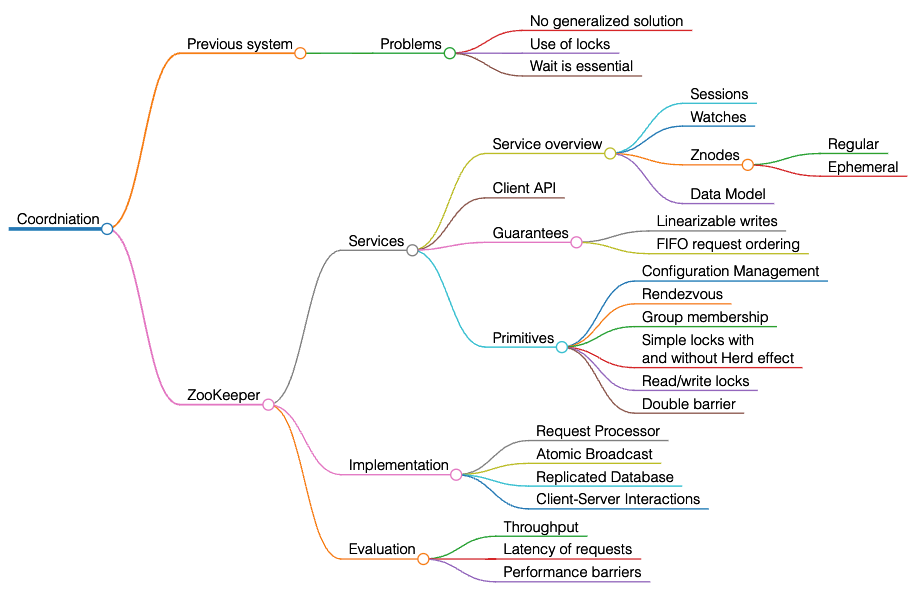 No generalized solution
Previous system
Problems
Use of locks
Wait is essential
Sessions
Watches
Service overview
Znodes
Regular
Ephemeral
Client API
Data Model
Coordniation
Linearizable writes
Services
Guarantees
FIFO request ordering
Configuration Management
Rendezvous
Group membership
Primitives
Simple locks with
and without Herd effect
Read/write locks
ZooKeeper
Double barrier
Request Processor
Atomic Broadcast
Implementation
Replicated Database
Client-Server Interactions
Throughput
Evaluation
Latency of requests
Performance barriers